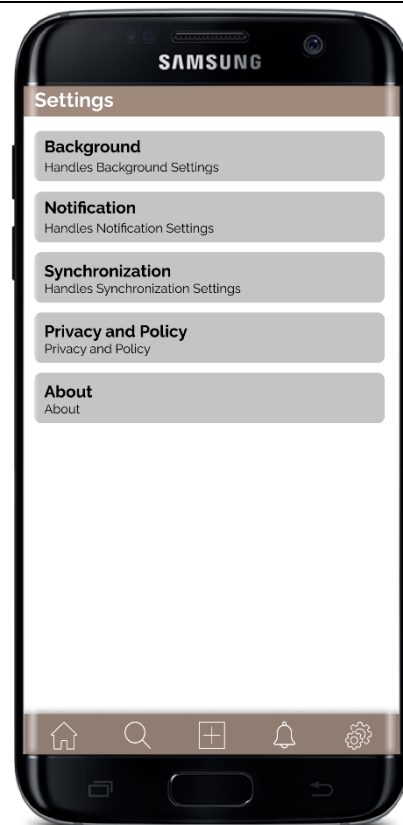 SAMSUNG
Settings
Background
Handles Background Settings
Notification
Handles Notification Settings
Synchronization
Handles Synchronization Settings
Privacy and Policy
Privacy and Policy
About
About